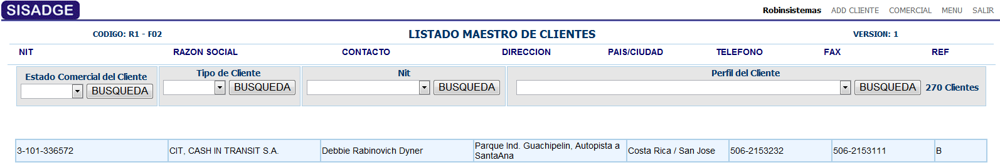 SISADGE
Robinsistemas ADD CLIENTE COMERCIAL MENU SALIR
CODIGO: R1 - F02 LISTADO MAESTRO DE CLIENTES VERSION: 1
NIT RAZON SOCIAL CONTACTO DIRECCION PAIS/CIUDAD TELEFONO FAX REF
Estado Comercial del Cliente Tipo de Cliente Nit Perfil del Cliente
BUSQUEDA BUSQUEDA BUSQUEDA BUSQUEDA 270 Clientes
3-101-336572 CIT, CASH IN TRANSIT S.A. Debbie Rabinovich Dyner Parque Ind. Guachipelin, Autopista a
SantaAna Costa Rica / San Jose 506-2153232 506-2153111 B